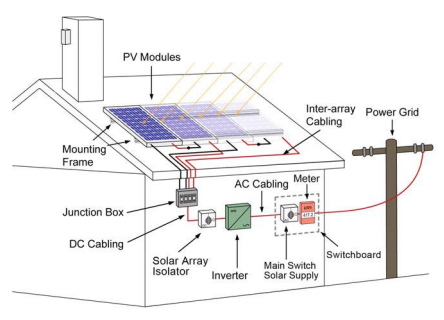 PV Modules
Inter-array
Cabling
Power Grid
Mounting
Frame
Meter
AC Cabling
Junction Box
DC Cabling
Solar Array
Isolator
Inverter
Main Switch
Solar Supply
Switchboard